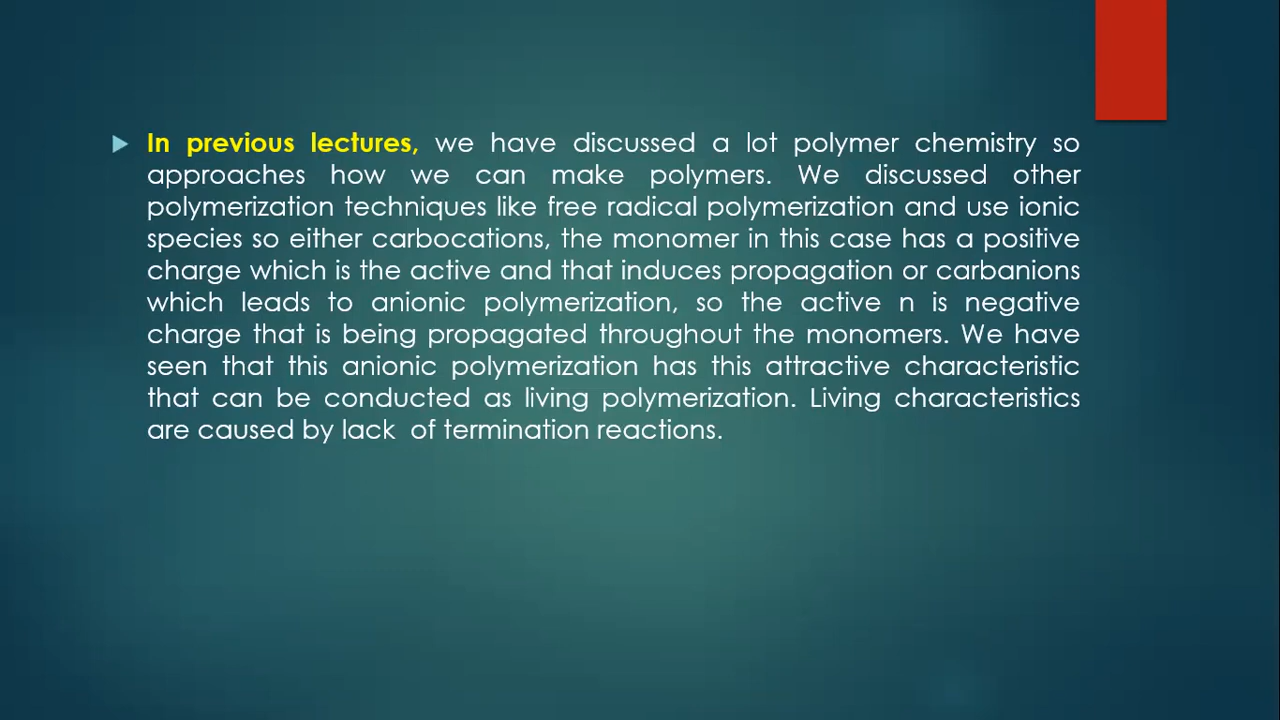 In previous lectures, we have discussed a lot polymer chemistry so
approaches how we can make polymers. We discussed other
polymerization techniques like free radical polymerization and use ionic
species so either carbocations, the monomer in this case has a positive
charge which is the active and that induces propagation or carbanions
which leads to anionic polymerization, so the active n is negative
charge that is being propagated throughout the monomers. We have
seen that this anionic polymerization has this attractive characteristic
that can be conducted as living polymerization. Living characteristics
are caused by lack of termination reactions.